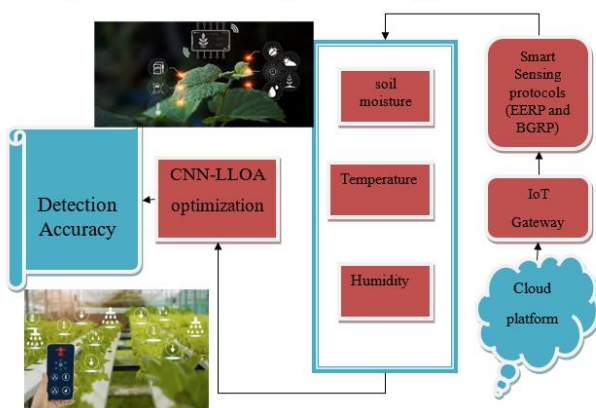 soil
moisture
Temperature
Humidity
Smart
Sensing
protocols
(EERP and
BGRP)
IoT
Gateway
Cloud
platform
CNN-LLOA
optimization
Detection
Accuracy